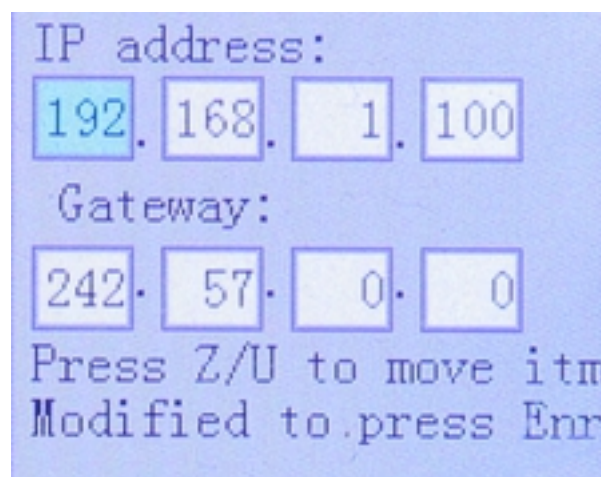 IP address:
192. 168. 1. 100
Gateway:
242. 57. 0. 0
Press Z/U to move itm
Modified to press Enr